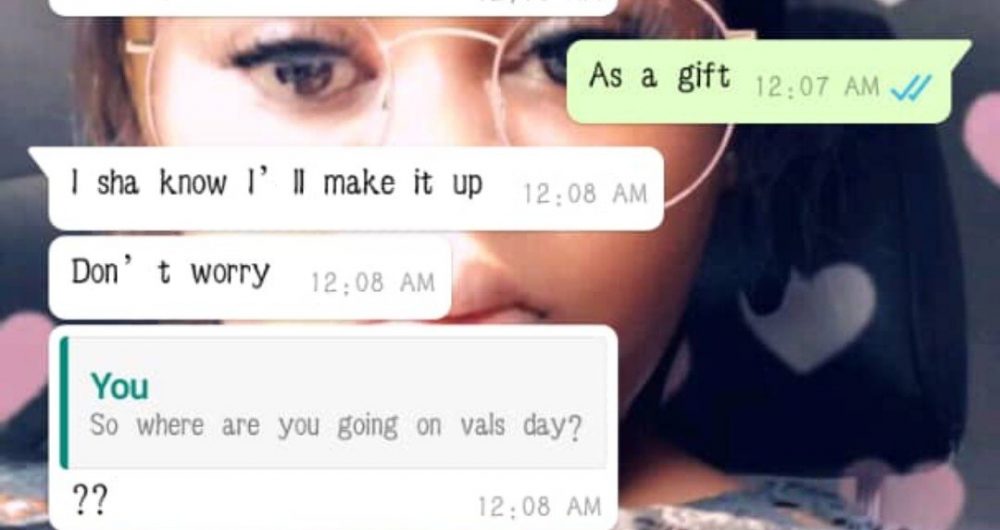 As a gift 12:07 AM
I sha know I'll make it up 12:08 AM
Don't worry 12:08 AM
You
So where are you going on vals day?
?? 12:08 AM